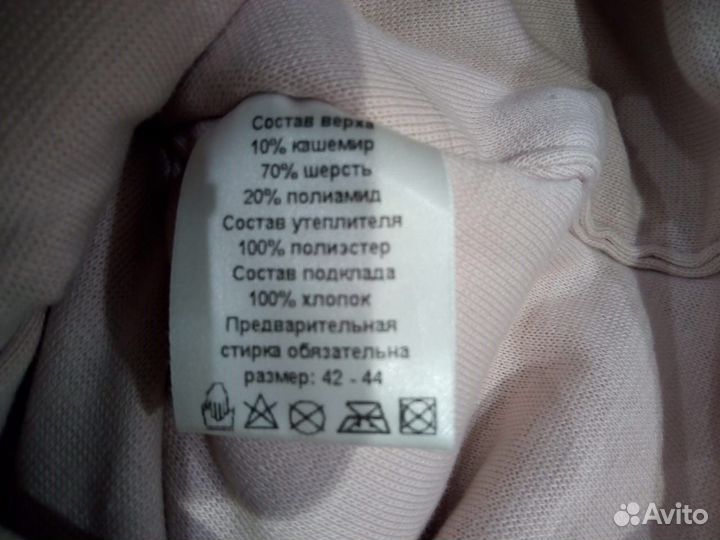 Состав верха
10% кашемир
70% шерсть
20% полиамид
Состав утеплителя
100% полиэстер
Состав подклада
100% хлопок
Предварительная
стирка обязательна
размер: 42 - 44
Avito